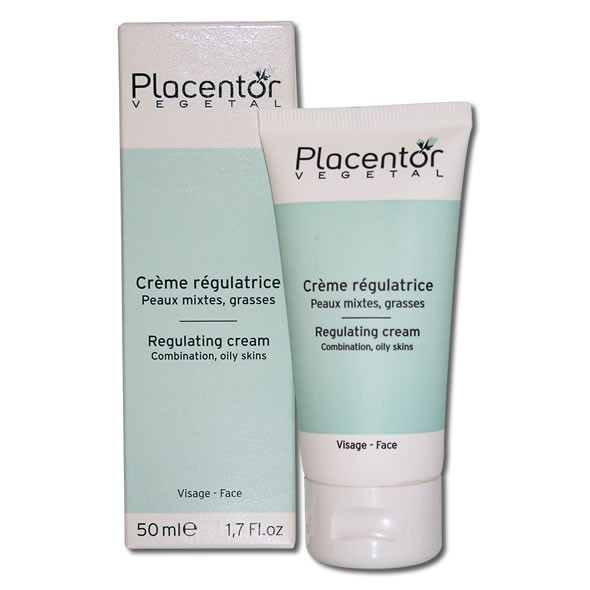 Placentor
VEGETAL
Crème régulatrice
Peaux mixtes, grasses
Regulating cream
Combination, oily skins
Visage - Face
50 ml℮ 1,7 Fl.oz
Placentor
VEGETAL
Crème régulatrice
Peaux mixtes, grasses
Regulating cream
Combination, oily skins
Visage - Face